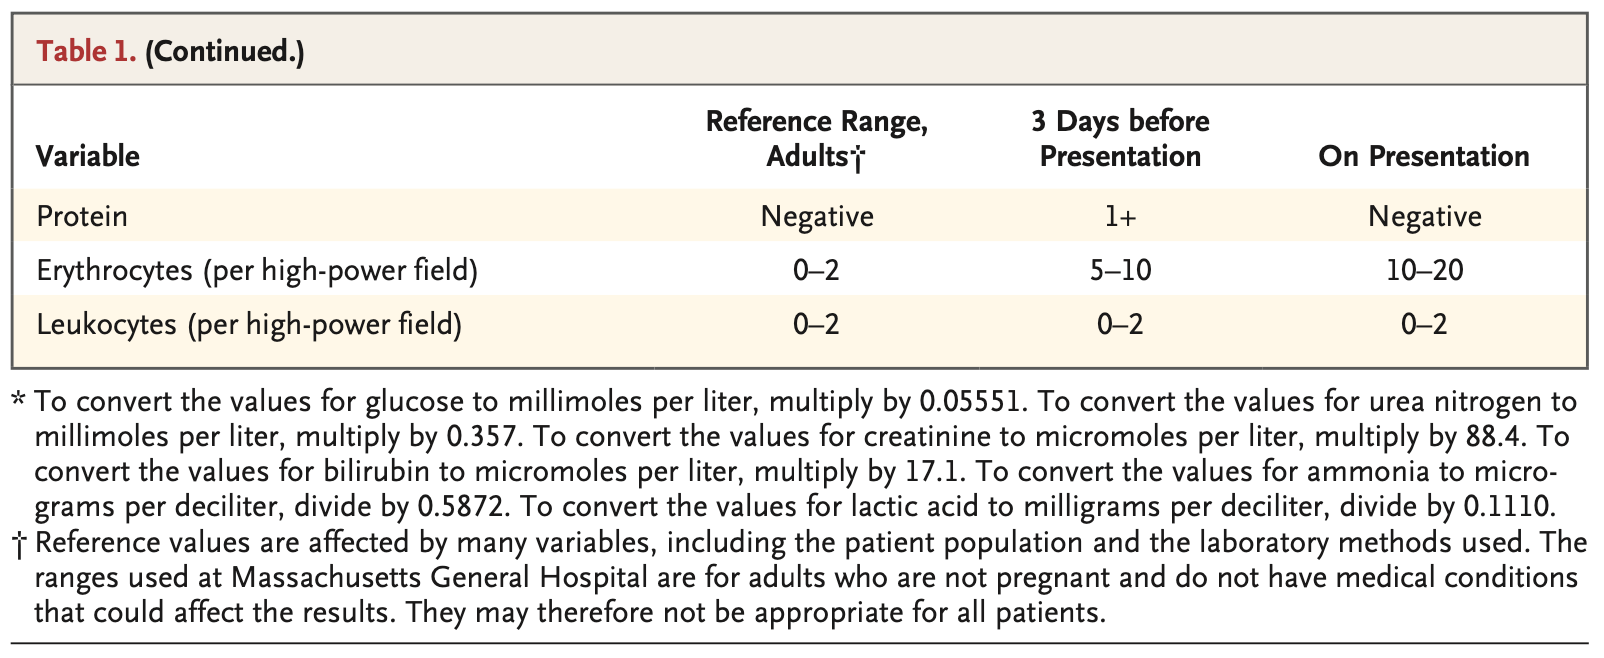 Table 1. (Continued.)
Variable Reference Range, Adults† 3 Days before Presentation On Presentation
Protein Negative 1+ Negative
Erythrocytes (per high-power field) 0–2 5–10 10–20
Leukocytes (per high-power field) 0–2 0–2 0–2
* To convert the values for glucose to millimoles per liter, multiply by 0.05551. To convert the values for urea nitrogen to
millimoles per liter, multiply by 0.357. To convert the values for creatinine to micromoles per liter, multiply by 88.4. To
convert the values for bilirubin to micromoles per liter, multiply by 17.1. To convert the values for ammonia to micro-
grams per deciliter, divide by 0.5872. To convert the values for lactic acid to milligrams per deciliter, divide by 0.1110.
† Reference values are affected by many variables, including the patient population and the laboratory methods used. The
ranges used at Massachusetts General Hospital are for adults who are not pregnant and do not have medical conditions
that could affect the results. They may therefore not be appropriate for all patients.